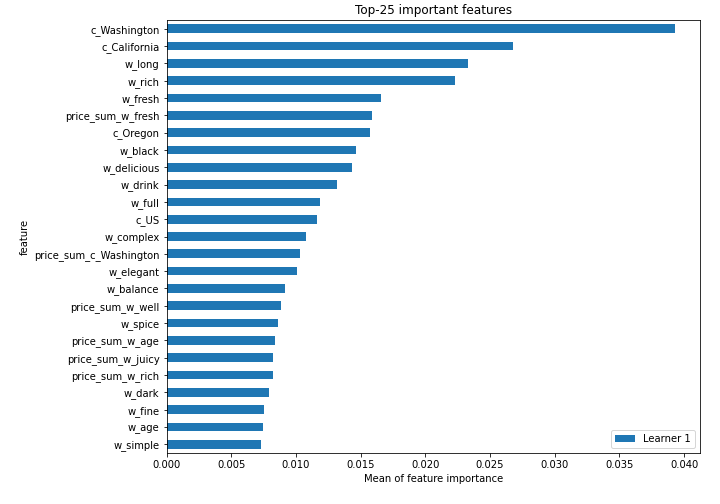 Top-25 important features
c_Washington
c_California
w_long
w_rich
w_fresh
price_sum_w_fresh
c_Oregon
w_black
w_delicious
w_drink
w_full
c_US
w_complex
price_sum_c_Washington
w_elegant
w_balance
price_sum_w_well
w_spice
price_sum_w_age
price_sum_w_juicy
price_sum_w_rich
w_dark
w_fine
w_age
w_simple
feature
Learner 1
0.000 0.005 0.010 0.015 0.020 0.025 0.030 0.035 0.040
Mean of feature importance